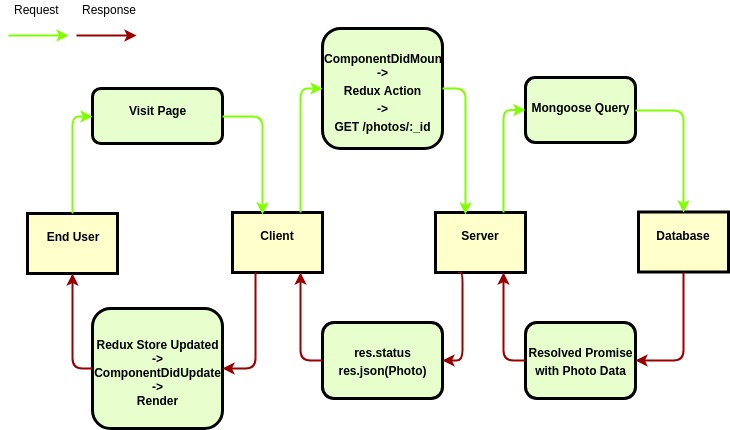 Request
Response
Visit Page
ComponentDidMoun
->
Redux Action
->
GET /photos/:_id
Mongoose Query
End User
Client
Server
Database
Redux Store Updated
->
ComponentDidUpdate
->
Render
res.status
res.json(Photo)
Resolved Promise
with Photo Data